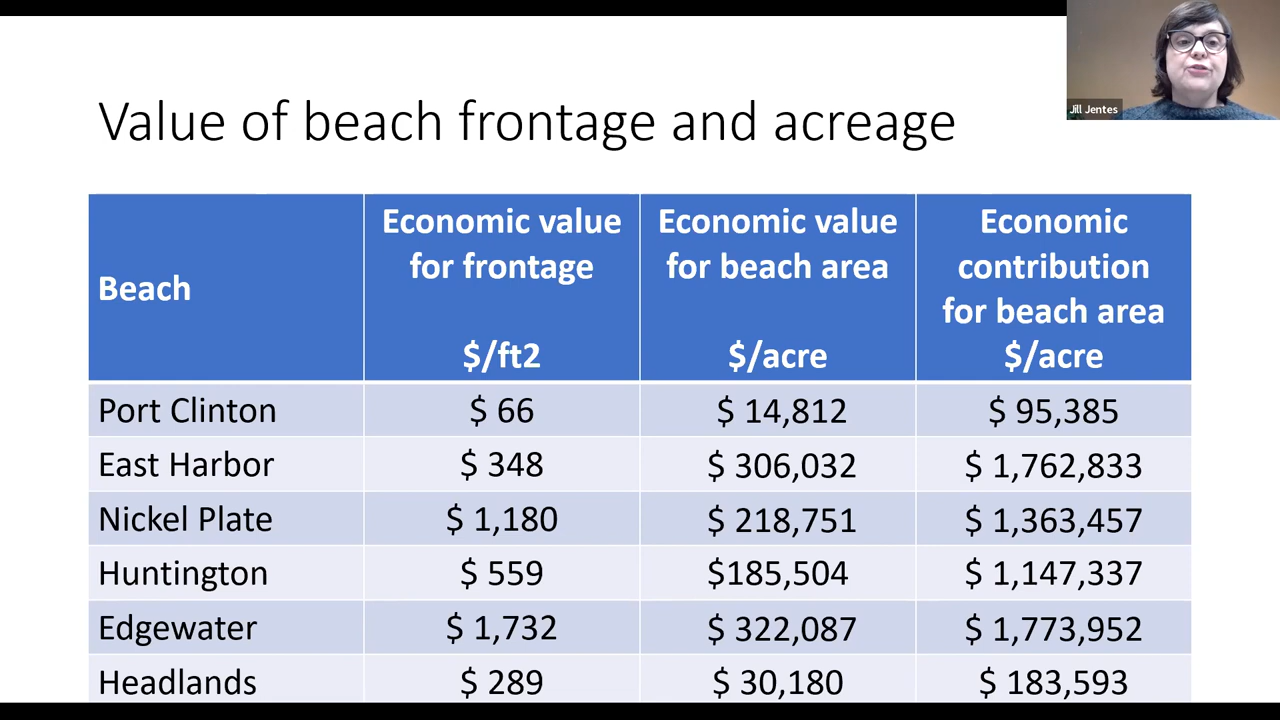 Jill Jentes
Value of beach frontage and acreage
Beach
Economic value
for frontage
$/ft2
Economic value
for beach area
$/acre
Economic
contribution
for beach area
$/acre
Port Clinton $ 66 $ 14,812 $ 95,385
East Harbor $ 348 $ 306,032 $ 1,762,833
Nickel Plate $ 1,180 $ 218,751 $ 1,363,457
Huntington $ 559 $185,504 $ 1,147,337
Edgewater $ 1,732 $ 322,087 $ 1,773,952
Headlands $ 289 $ 30,180 $ 183,593